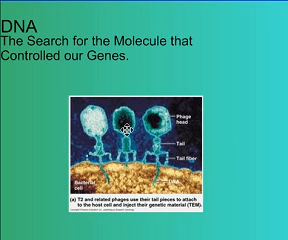 DNA
The Search for the Molecule that
Controlled our Genes.
Phage
head
Tail
Tail fiber
Bacterial
cell
(a) T2 and related phages use their tail pieces to attach
to the host cell and inject their genetic material (TEM).